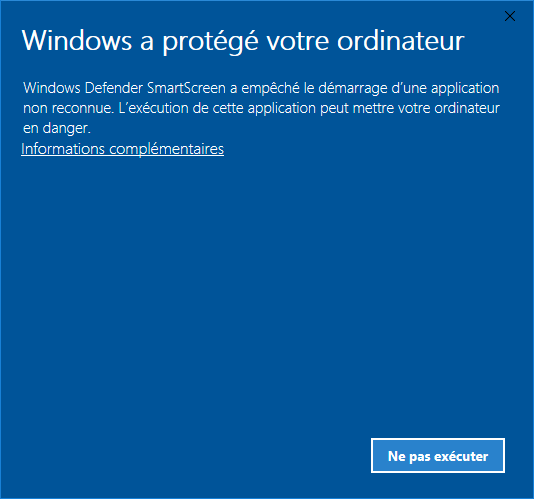 Windows a protégé votre ordinateur
Windows Defender SmartScreen a empêché le démarrage d’une application
non reconnue. L’exécution de cette application peut mettre votre ordinateur
en danger.
Informations complémentaires
Ne pas exécuter